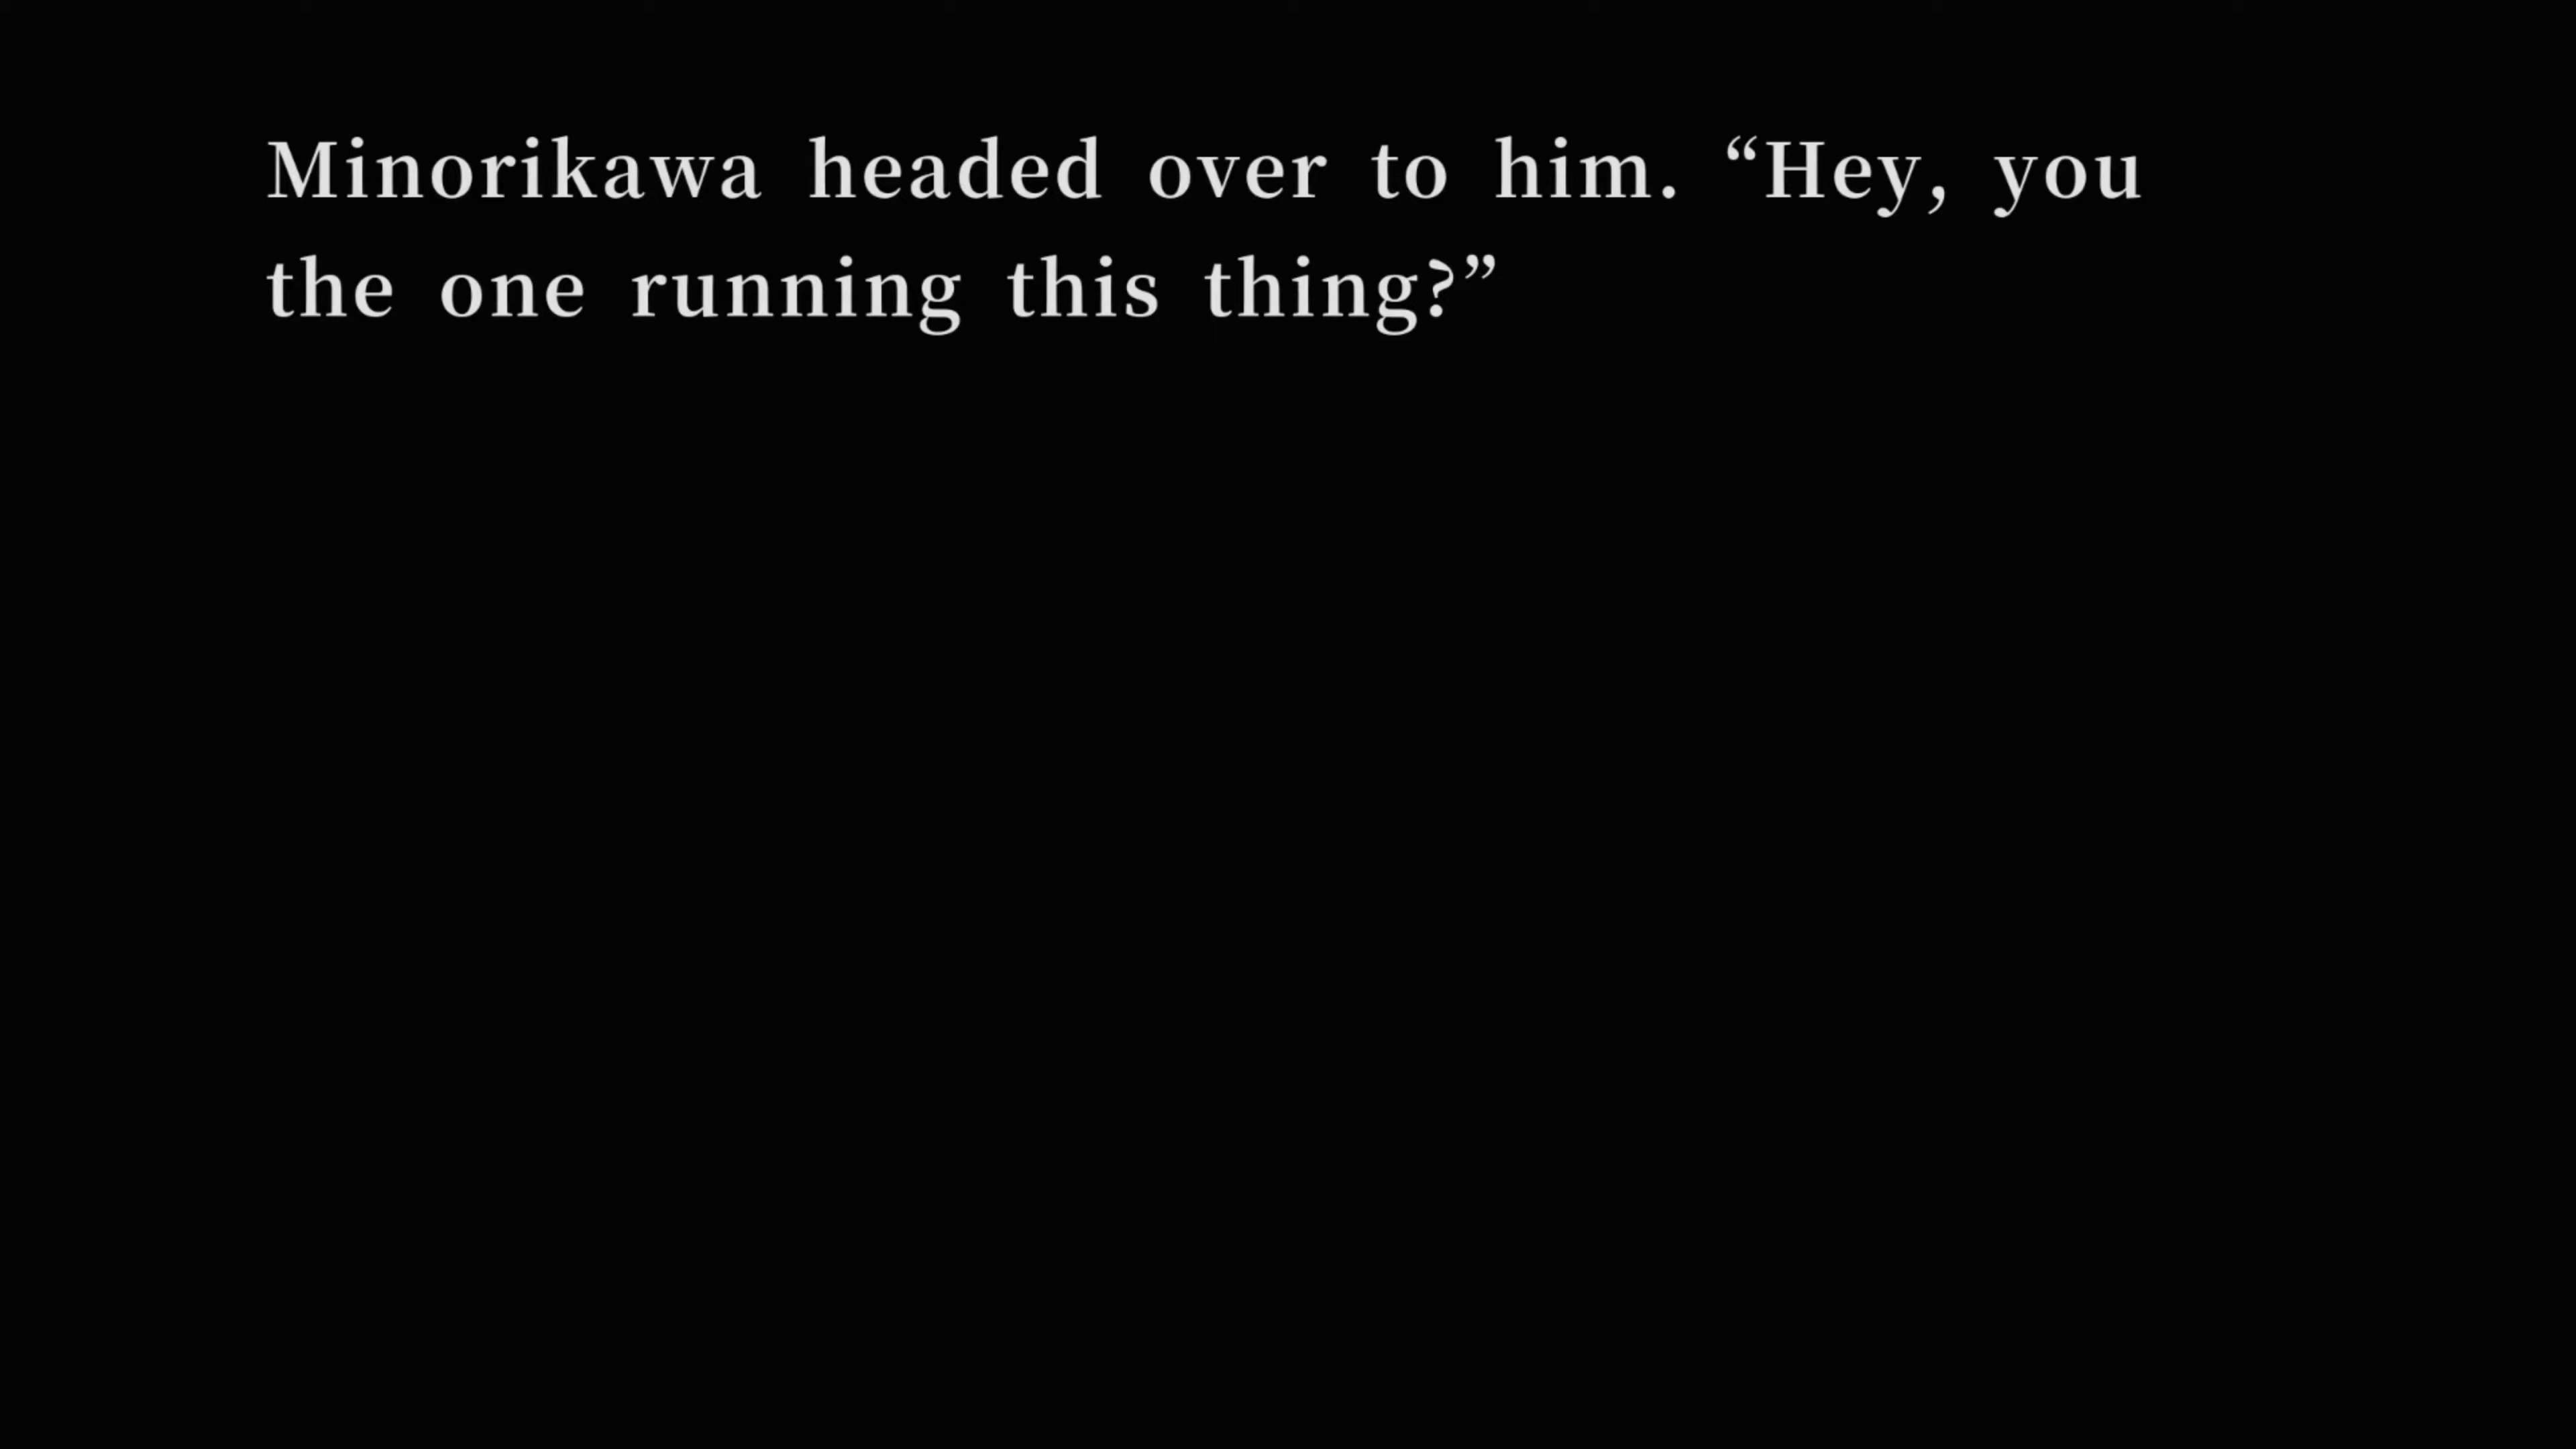 Minorikawa headed over to him. “Hey, you
the one running this thing?”